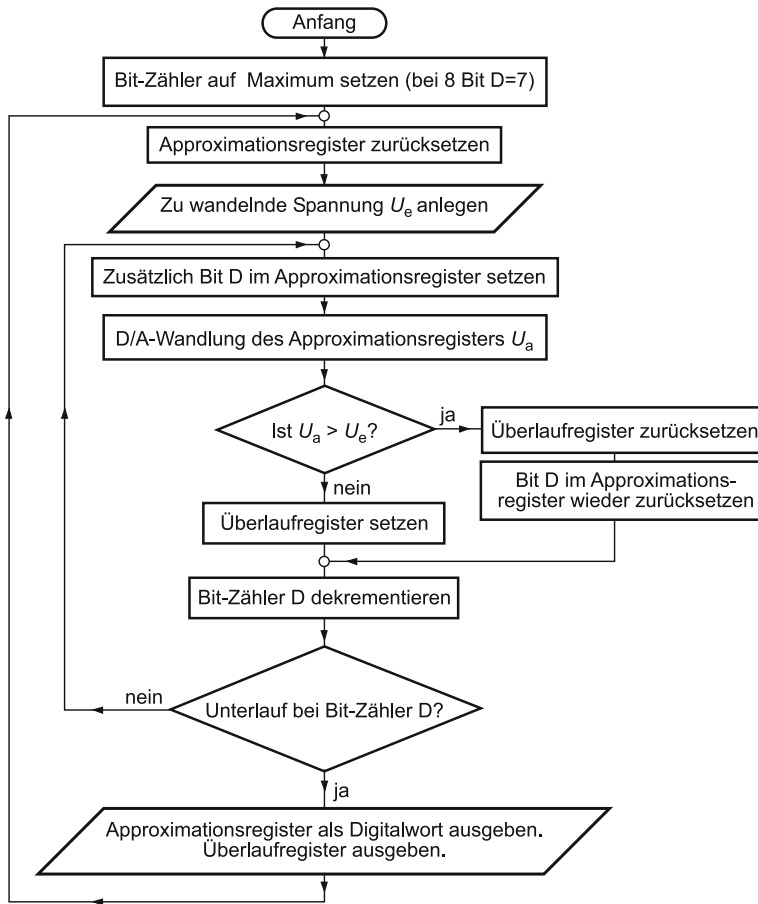 Anfang
Bit-Zähler auf Maximum setzen (bei 8 Bit D=7)
Approximationsregister zurücksetzen
Zu wandelnde Spannung Ue anlegen
Zusätzlich Bit D im Approximationsregister setzen
D/A-Wandlung des Approximationsregisters Ua
Ist Ua > Ue?
ja
Überlaufregister zurücksetzen
Bit D im Approximations-
register wieder zurücksetzen
nein
Überlaufregister setzen
Bit-Zähler D dekrementieren
Unterlauf bei Bit-Zähler D?
nein
ja
Approximationsregister als Digitalwort ausgeben.
Überlaufregister ausgeben.